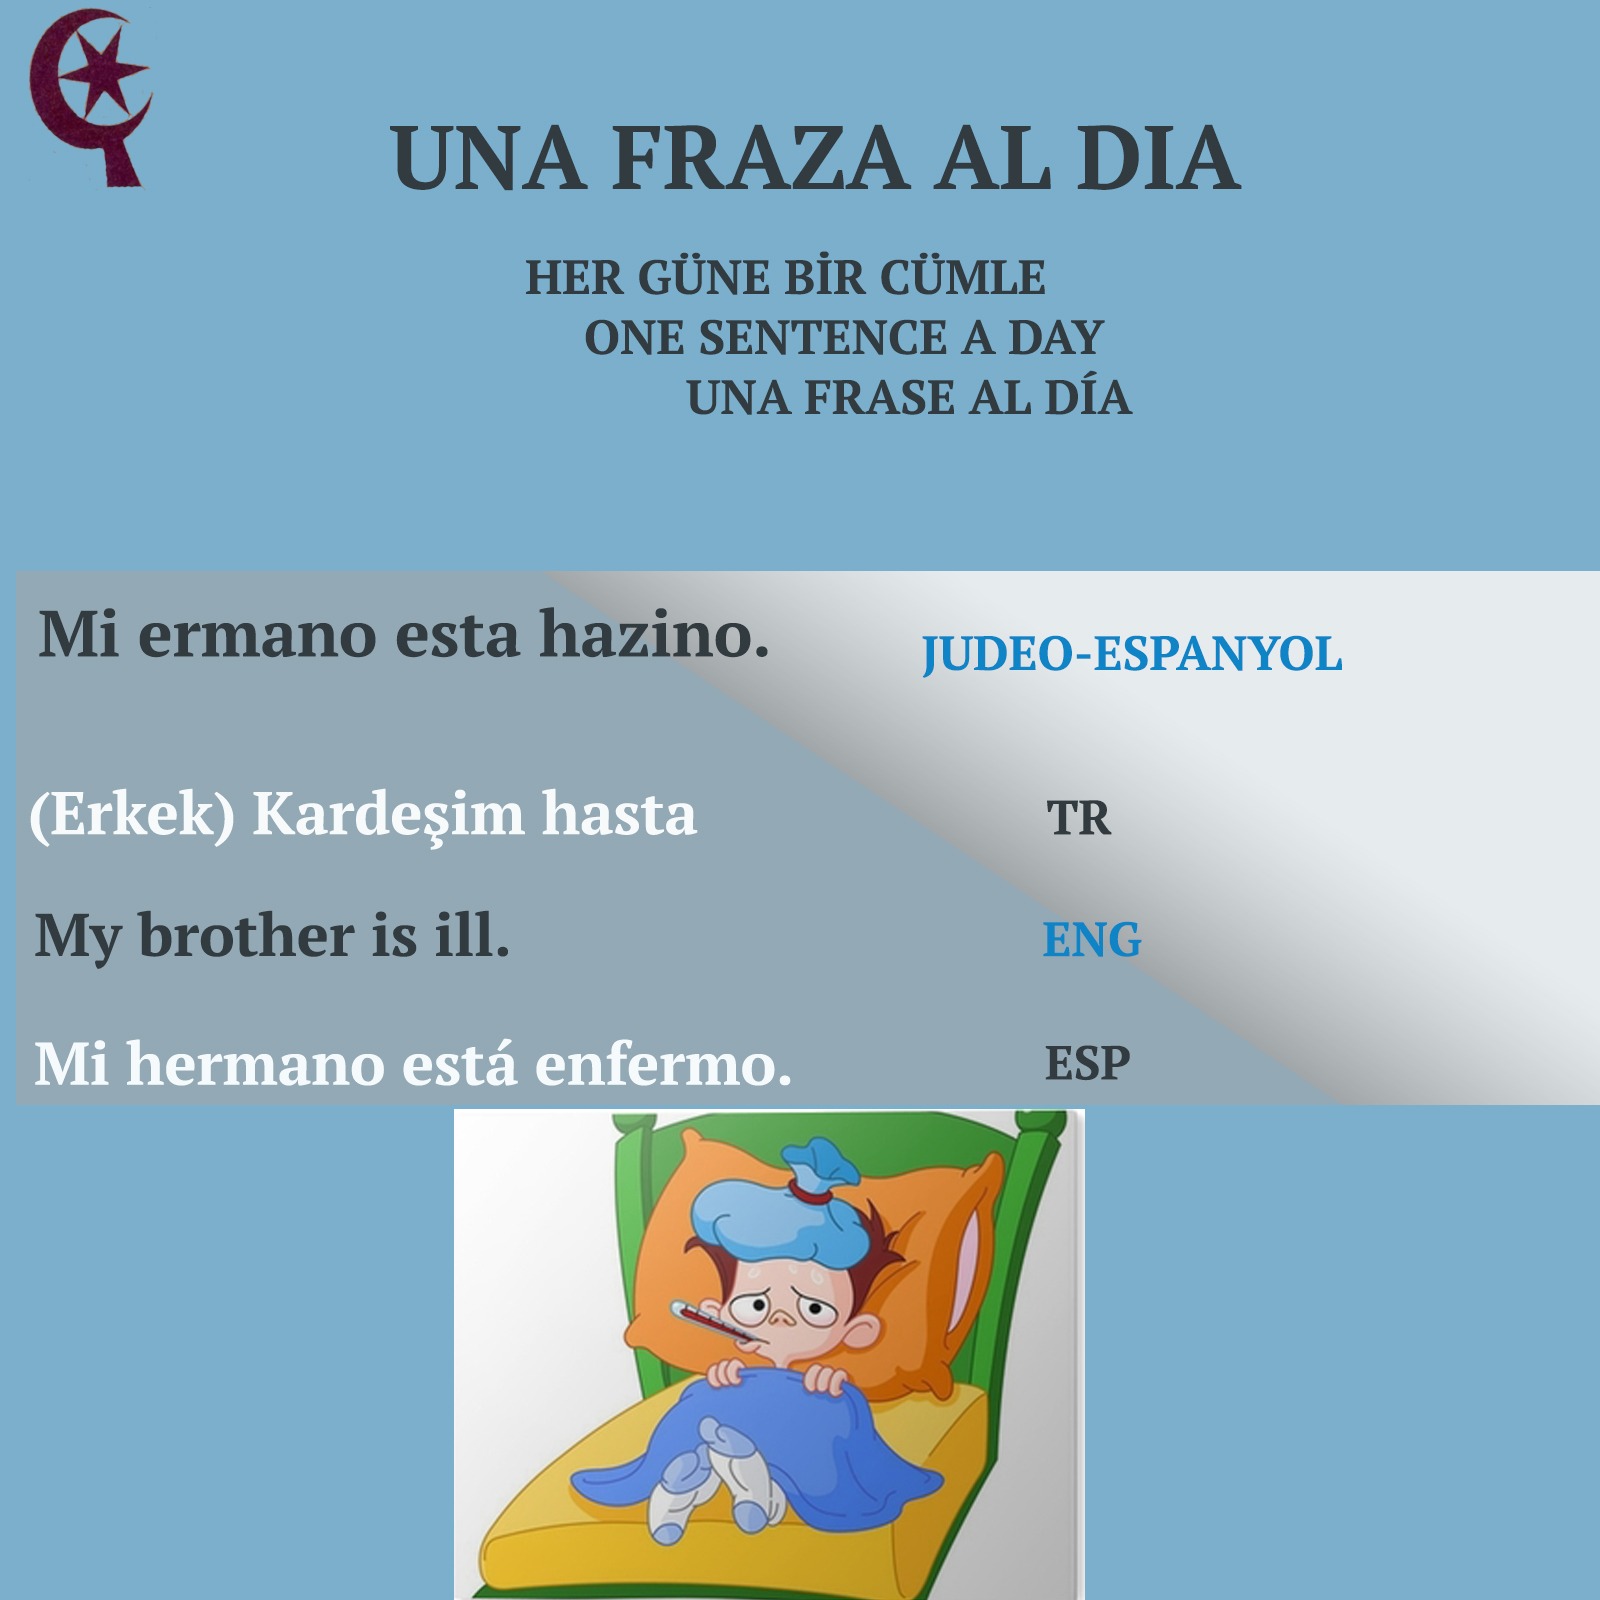 UNA FRAZA AL DIA
HER GÜNE BİR CÜMLE
ONE SENTENCE A DAY
UNA FRASE AL DÍA
Mi ermano esta hazino.
JUDEO-ESPANYOL
(Erkek) Kardeşim hasta
TR
My brother is ill.
ENG
Mi hermano está enfermo.
ESP